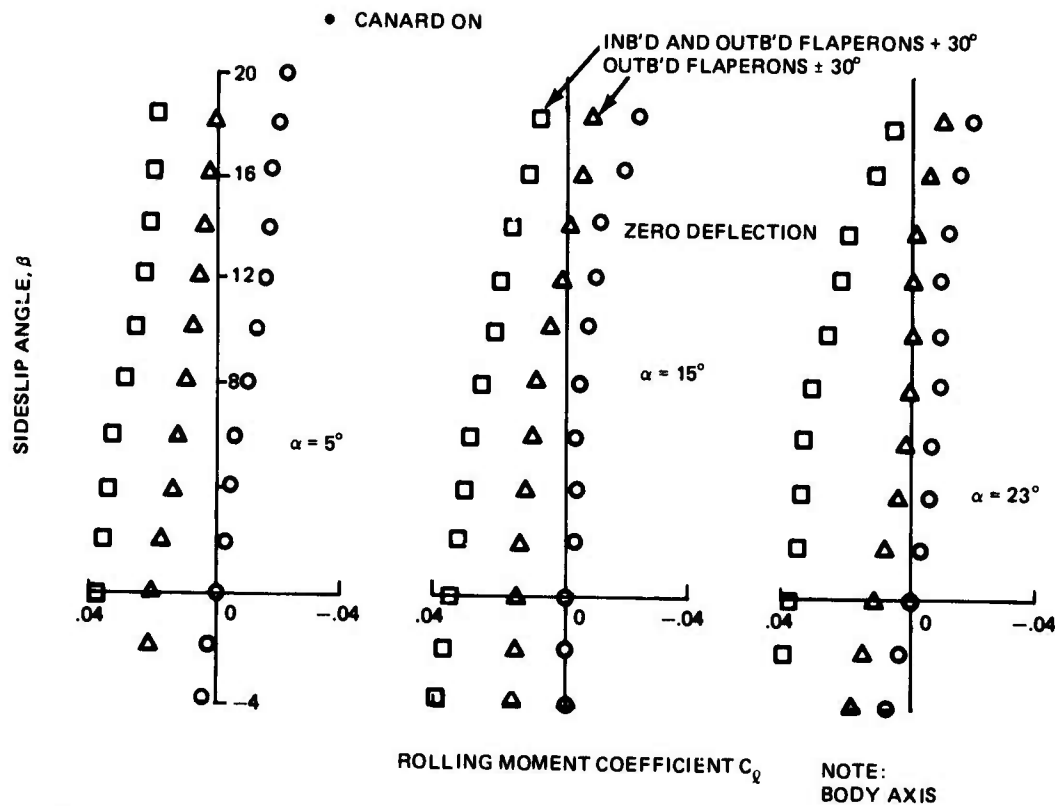 • CANARD ON
INB'D AND OUTB'D FLAPERONS + 30°
OUTB'D FLAPERONS ± 30°
20
16
ZERO DEFLECTION
12
SIDESLIP ANGLE, β
80
α = 15°
α = 5°
α = 23°
.04 0 -.04
.04 0 -.04
.04 0 -.04
-4
ROLLING MOMENT COEFFICIENT Cℓ
NOTE:
BODY AXIS